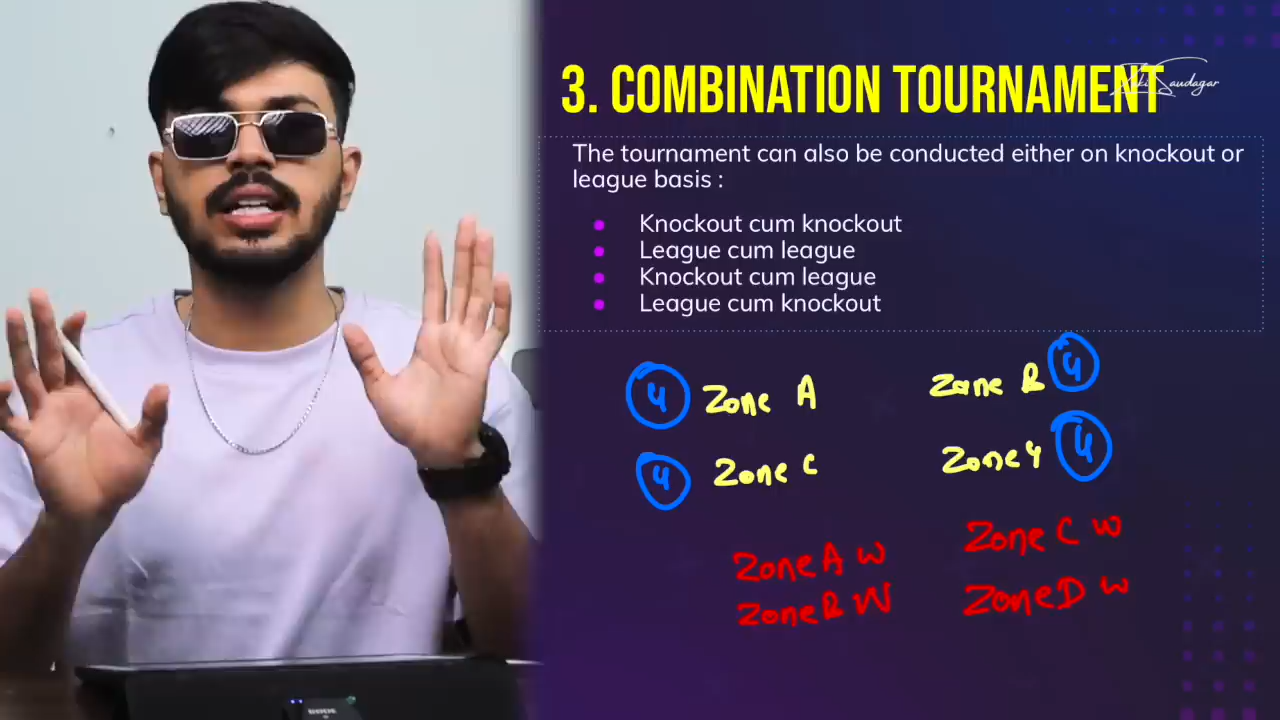 3. COMBINATION TOURNAMENT
Saudagar
The tournament can also be conducted either on knockout or
league basis :
Knockout cum knockout
League cum league
Knockout cum league
League cum knockout
4 Zone A
Zone B 4
4 Zone C
Zone 4 4
Zone A W
Zone C W
Zone B W
Zone D W